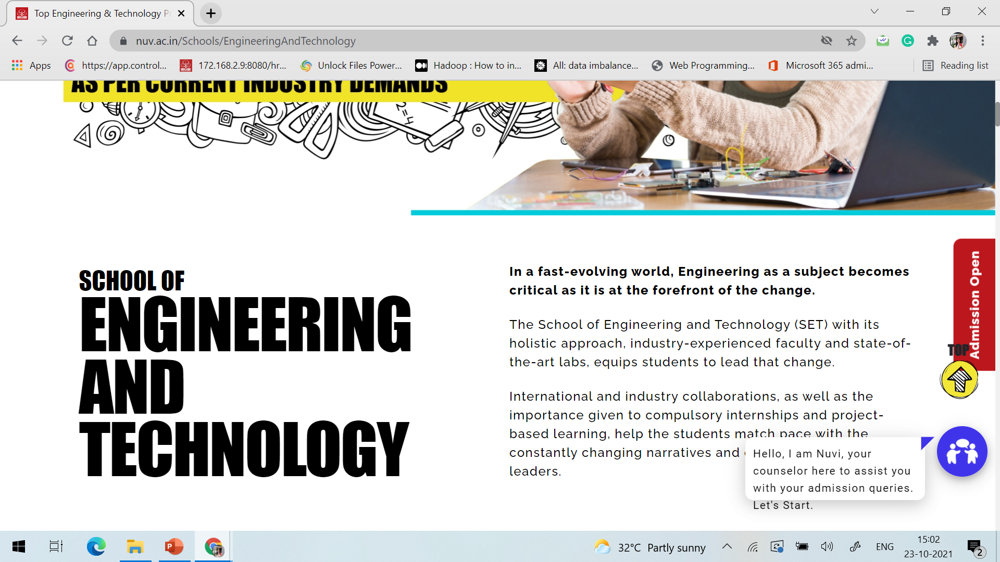 Top Engineering & Technology P
nuv.ac.in/Schools/EngineeringAndTechnology
Apps
https://app.control...
172.168.2.9:8080/hr...
Unlock Files Power...
Hadoop : How to in...
All: data imbalance...
Web Programming...
Microsoft 365 admi...
Reading list
AS PER CURRENT INDUSTRY DEMANDS
2=4
SCHOOL OF
ENGINEERING
AND
TECHNOLOGY
In a fast-evolving world, Engineering as a subject becomes
critical as it is at the forefront of the change.
The School of Engineering and Technology (SET) with its
holistic approach, industry-experienced faculty and state-of-
the-art labs, equips students to lead that change.
International and industry collaborations, as well as the
importance given to compulsory internships and project-
based learning, help the students match pace with the
constantly changing narratives and
leaders.
Admission Open
TOP
Hello, I am Nuvi, your
counselor here to assist you
with your admission queries.
Let's Start.
32°C Partly sunny
ENG
15:02
23-10-2021
2